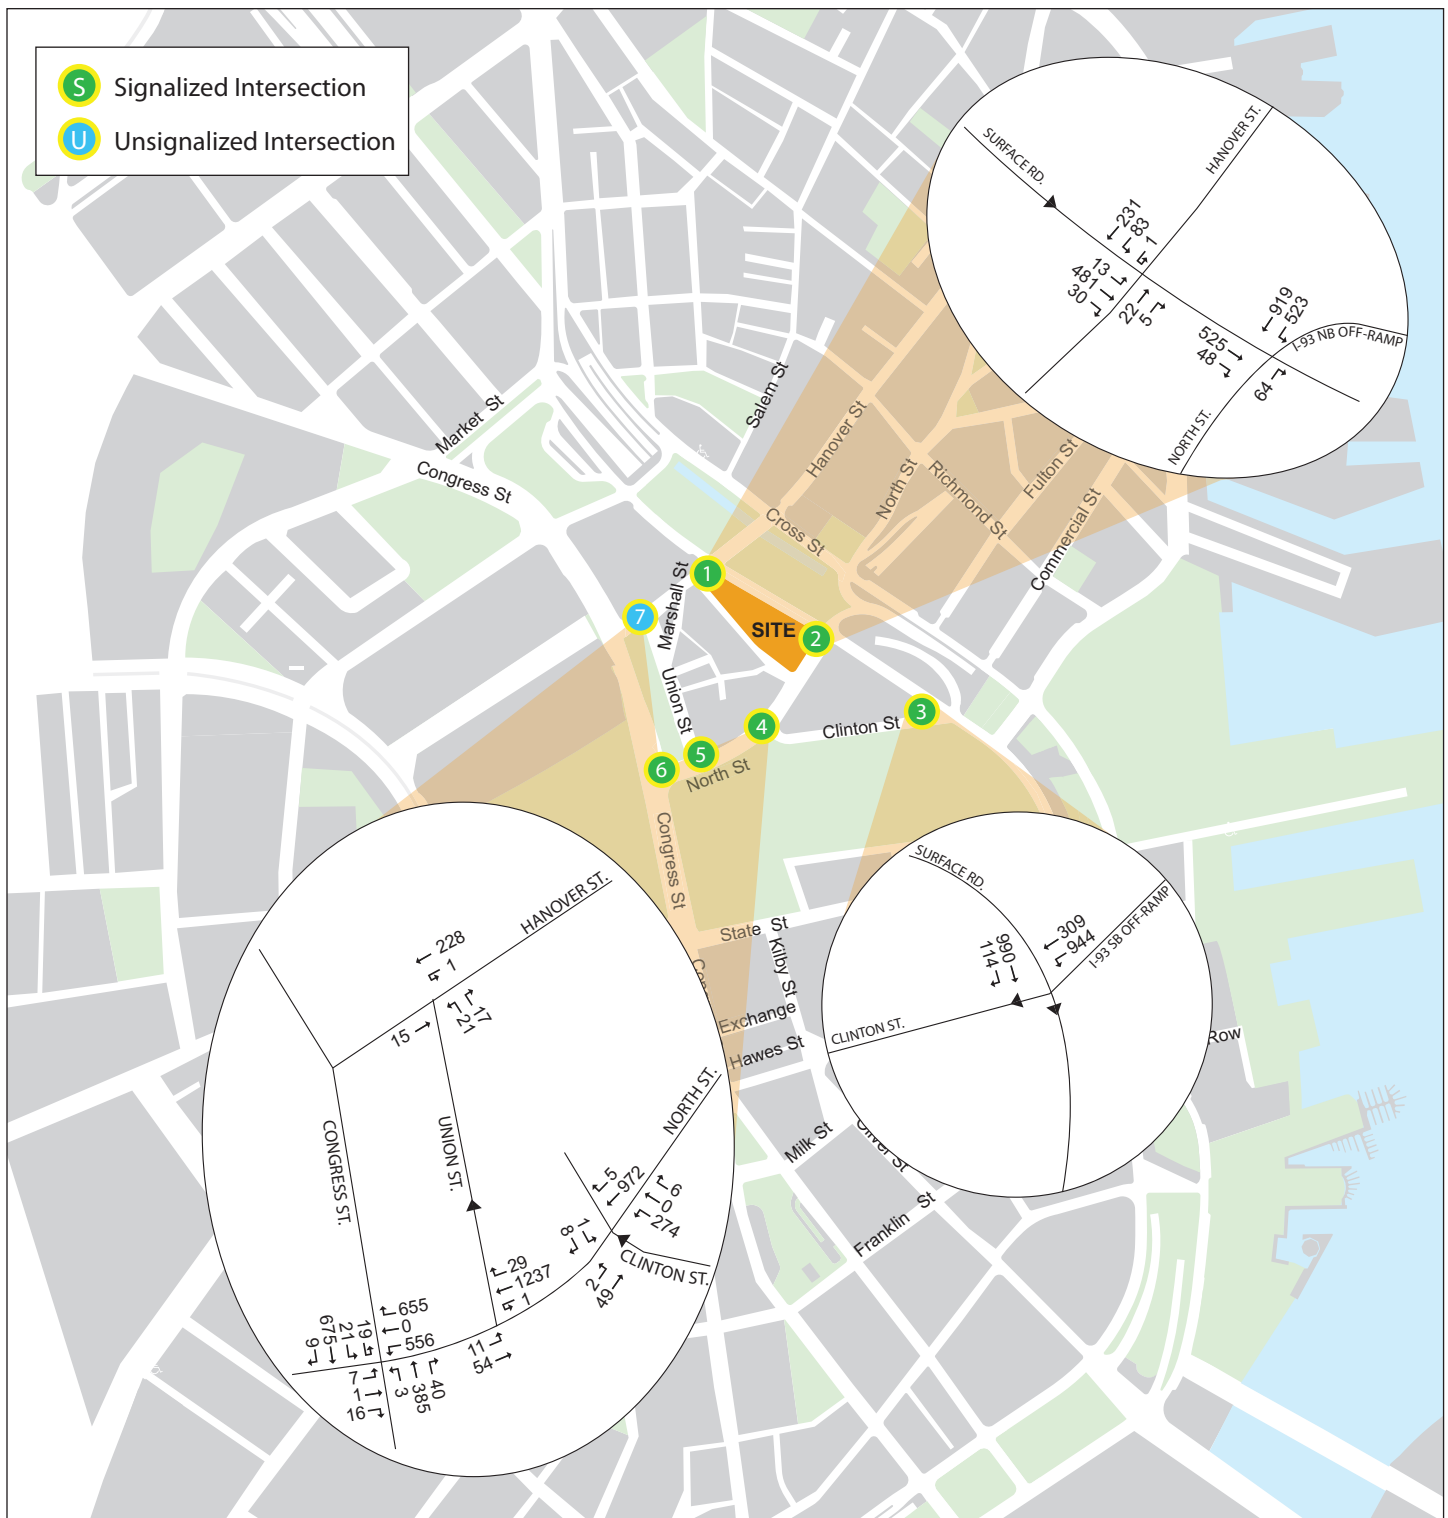 S Signalized Intersection
U Unsignalized Intersection
SURFACE RD.
HANOVER ST.
231
83
1
13
481
30
22
5
919
523
525
48
I-93 NB OFF-RAMP
64
NORTH ST.
Salem St
Market St
Congress St
Hanover St
North St
Richmond St
Fulton St
Cross St
Commercial St
1
Marshall St
7
SITE
2
Union St
3
4
Clinton St
5
6
North St
Congress St
State St
Kilby St
Exchange
Hawes St
Row
Milk St
Oliver St
Franklin St
SURFACE RD.
309
944
I-93 SB OFF-RAMP
990
114
CLINTON ST.
HANOVER ST.
228
1
15
17
21
NORTH ST.
CONGRESS ST.
UNION ST.
5
972
6
0
274
1
8
CLINTON ST.
2
49
29
1237
1
11
54
655
0
556
19
21
675
9
7
1
16
3
385
40